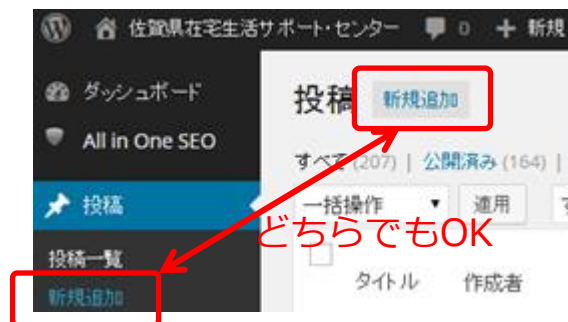 佐賀県在宅生活サポート・センター 0 + 新規
ダッシュボード
All in One SEO
投稿
投稿一覧
新規追加
投稿 新規追加
すべて (207) | 公開済み (164) |
一括操作 ▼ 適用 す
どちらでもOK
タイトル 作成者